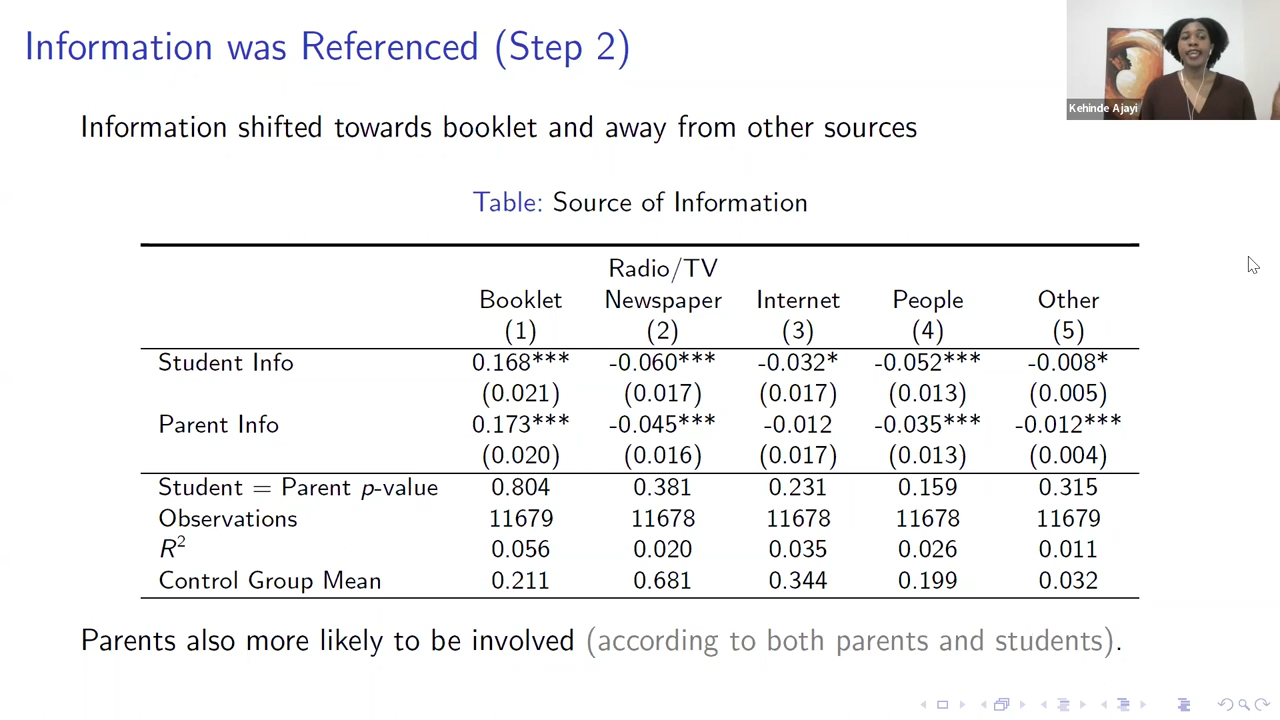 Information was Referenced (Step 2)
Kehinde Ajayi
Information shifted towards booklet and away from other sources
Table: Source of Information
Radio/TV
Booklet Newspaper Internet People Other
(1) (2) (3) (4) (5)
Student Info 0.168*** -0.060*** -0.032* -0.052*** -0.008*
(0.021) (0.017) (0.017) (0.013) (0.005)
Parent Info 0.173*** -0.045*** -0.012 -0.035*** -0.012***
(0.020) (0.016) (0.017) (0.013) (0.004)
Student = Parent p-value 0.804 0.381 0.231 0.159 0.315
Observations 11679 11678 11678 11678 11679
R² 0.056 0.020 0.035 0.026 0.011
Control Group Mean 0.211 0.681 0.344 0.199 0.032
Parents also more likely to be involved (according to both parents and students).